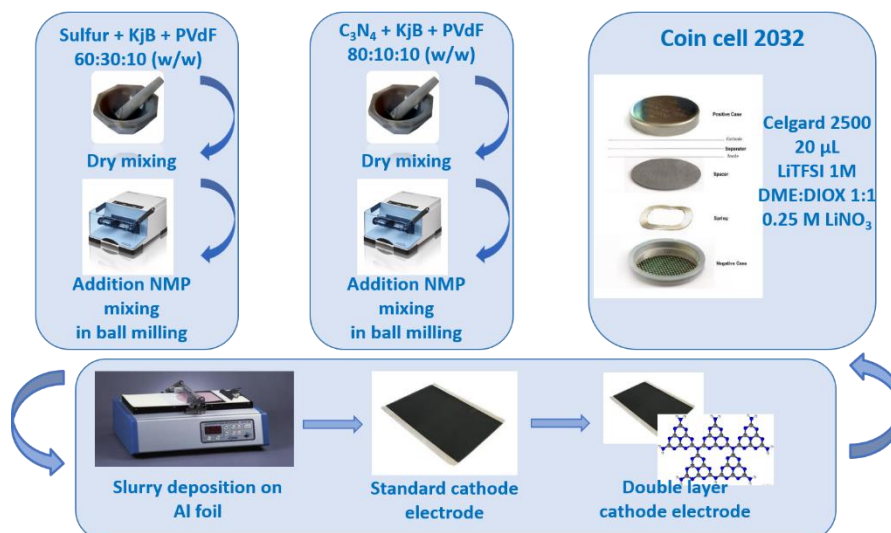 Sulfur + KjB + PVdF
60:30:10 (w/w)
Dry mixing
Addition NMP
mixing
in ball milling
C₃N₄ + KjB + PVdF
80:10:10 (w/w)
Dry mixing
Addition NMP
mixing
in ball milling
Coin cell 2032
Positive Case
Cathode
Separator
Anode
Spacer
Spring
Negative Case
Celgard 2500
20 µL
LiTFSI 1M
DME:DIOX 1:1
0.25 M LiNO₃
Slurry deposition on
Al foil
Standard cathode
electrode
Double layer
cathode electrode